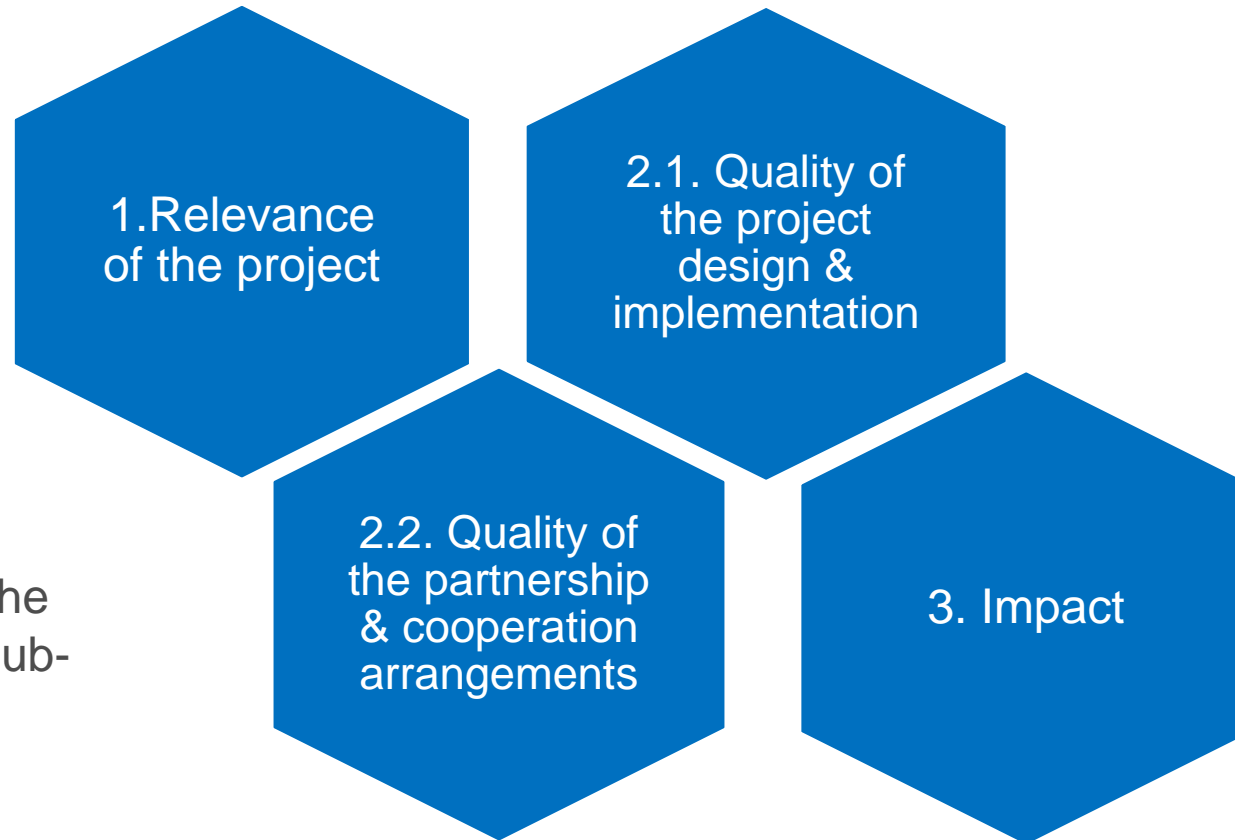 1.Relevance
of the project
2.1. Quality of
the project
design &
implementation
2.2. Quality of
the partnership
& cooperation
arrangements
3. Impact
he
ub-